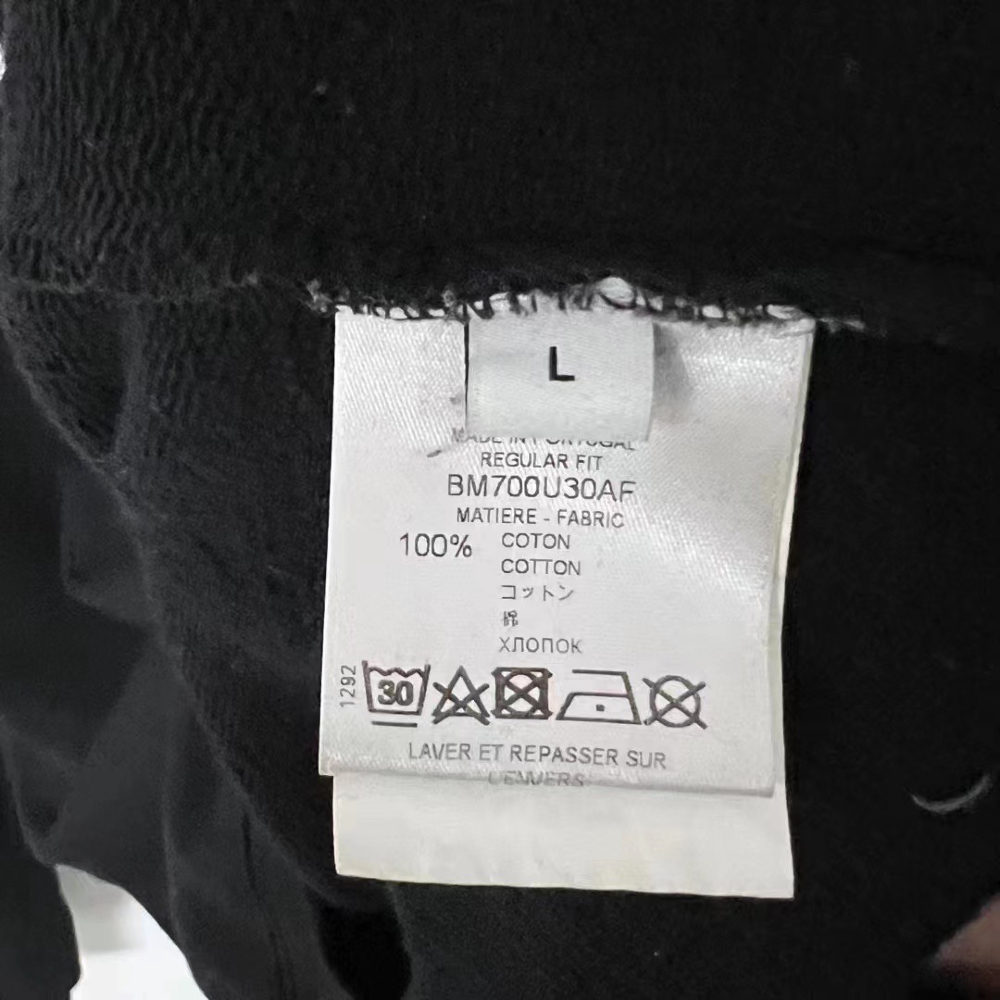 L
MADE IN PORTUGAL
REGULAR FIT
BM700U30AF
MATIERE - FABRIC
100% COTON
COTTON
コットン
棉
ХЛОПОК
1292
30
LAVER ET REPASSER SUR
L'ENVERS